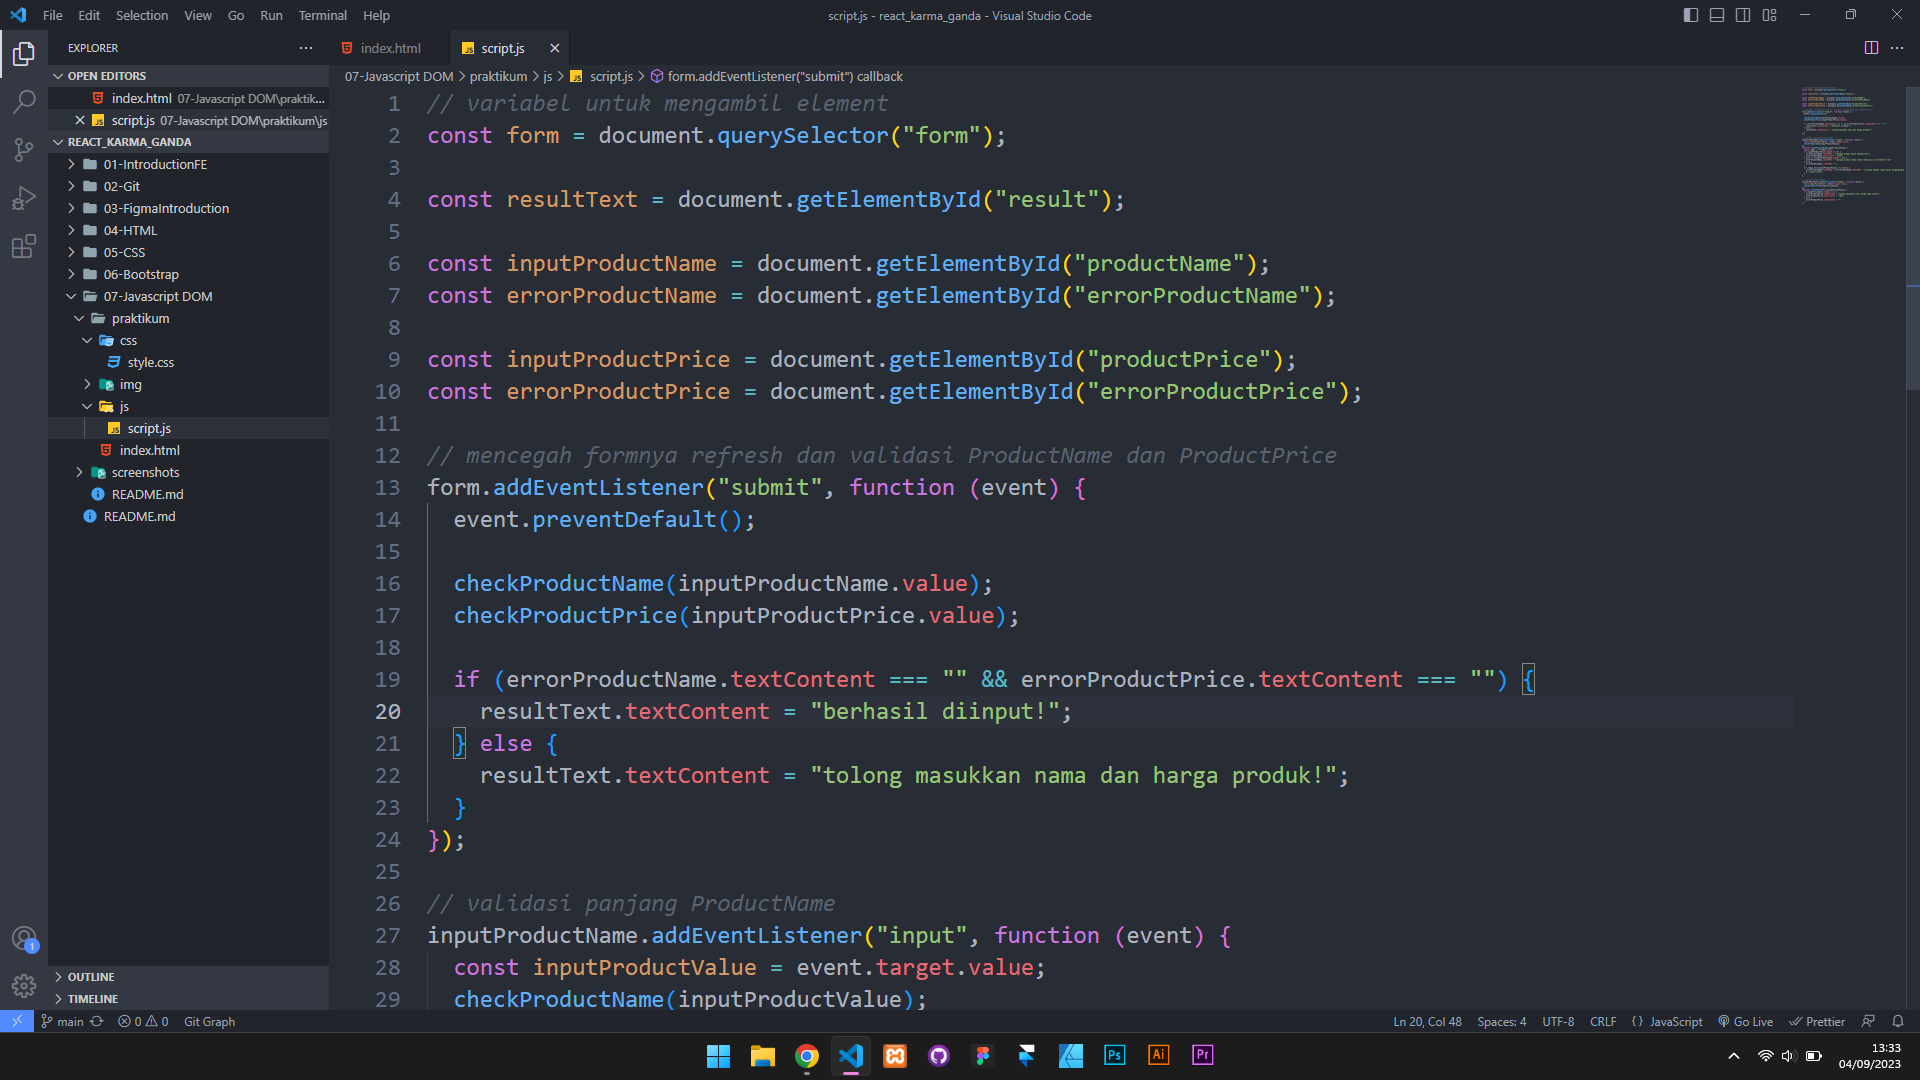 File Edit Selection View Go Run Terminal Help
script.js - react_karma_ganda - Visual Studio Code
EXPLORER
OPEN EDITORS
index.html 07-Javascript DOM\praktik...
script.js 07-Javascript DOM\praktikum\js
REACT_KARMA_GANDA
01-IntroductionFE
02-Git
03-FigmaIntroduction
04-HTML
05-CSS
06-Bootstrap
07-Javascript DOM
praktikum
css
style.css
img
js
script.js
index.html
screenshots
README.md
README.md
OUTLINE
TIMELINE
index.html script.js
07-Javascript DOM > praktikum > js > script.js > form.addEventListener("submit") callback
1 // variabel untuk mengambil element
2 const form = document.querySelector("form");
3
4 const resultText = document.getElementById("result");
5
6 const inputProductName = document.getElementById("productName");
7 const errorProductName = document.getElementById("errorProductName");
8
9 const inputProductPrice = document.getElementById("productPrice");
10 const errorProductPrice = document.getElementById("errorProductPrice");
11
12 // mencegah formnya refresh dan validasi ProductName dan ProductPrice
13 form.addEventListener("submit", function (event) {
14 event.preventDefault();
15
16 checkProductName(inputProductName.value);
17 checkProductPrice(inputProductPrice.value);
18
19 if (errorProductName.textContent === "" && errorProductPrice.textContent === "") {
20 resultText.textContent = "berhasil diinput!";
21 } else {
22 resultText.textContent = "tolong masukkan nama dan harga produk!";
23 }
24 });
25
26 // validasi panjang ProductName
27 inputProductName.addEventListener("input", function (event) {
28 const inputProductValue = event.target.value;
29 checkProductName(inputProductValue);
1
main 0 0 Git Graph
Ln 20, Col 48 Spaces: 4 UTF-8 CRLF {} JavaScript Go Live Prettier
Ps Ai Pr
13:33
04/09/2023